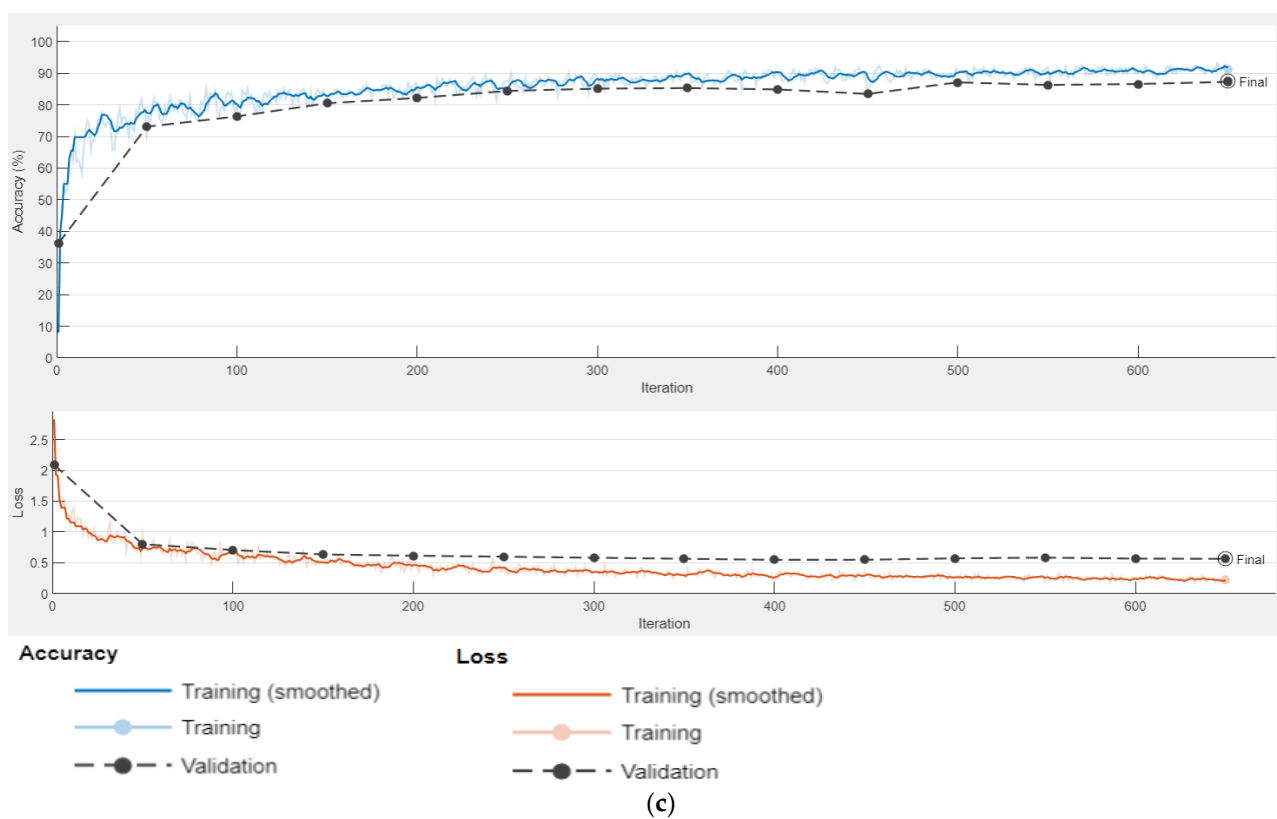 100
90
80
70
60
50
40
30
20
10
0
Accuracy (%)
Final
0 100 200 300 400 500 600
Iteration
2.5
2
1.5
1
0.5
0
Loss
Final
0 100 200 300 400 500 600
Iteration
Accuracy
Training (smoothed)
Training
Validation
Loss
Training (smoothed)
Training
Validation
(c)